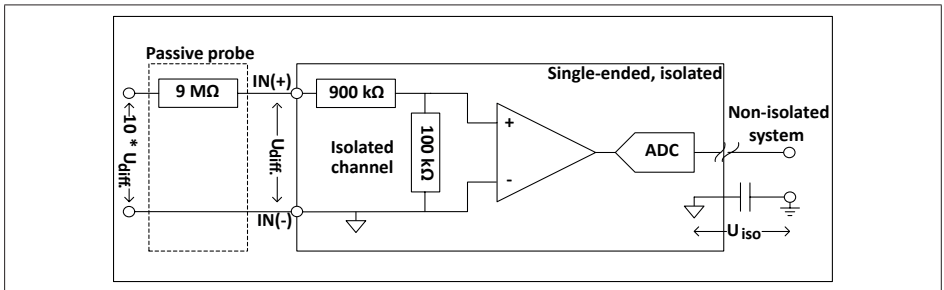 Passive probe
Single-ended, isolated
IN(+)
9 MΩ
900 kΩ
Non-isolated
system
10 * Udiff.
Udiff.
Isolated
channel
100 kΩ
+
-
ADC
IN(-)
Uiso